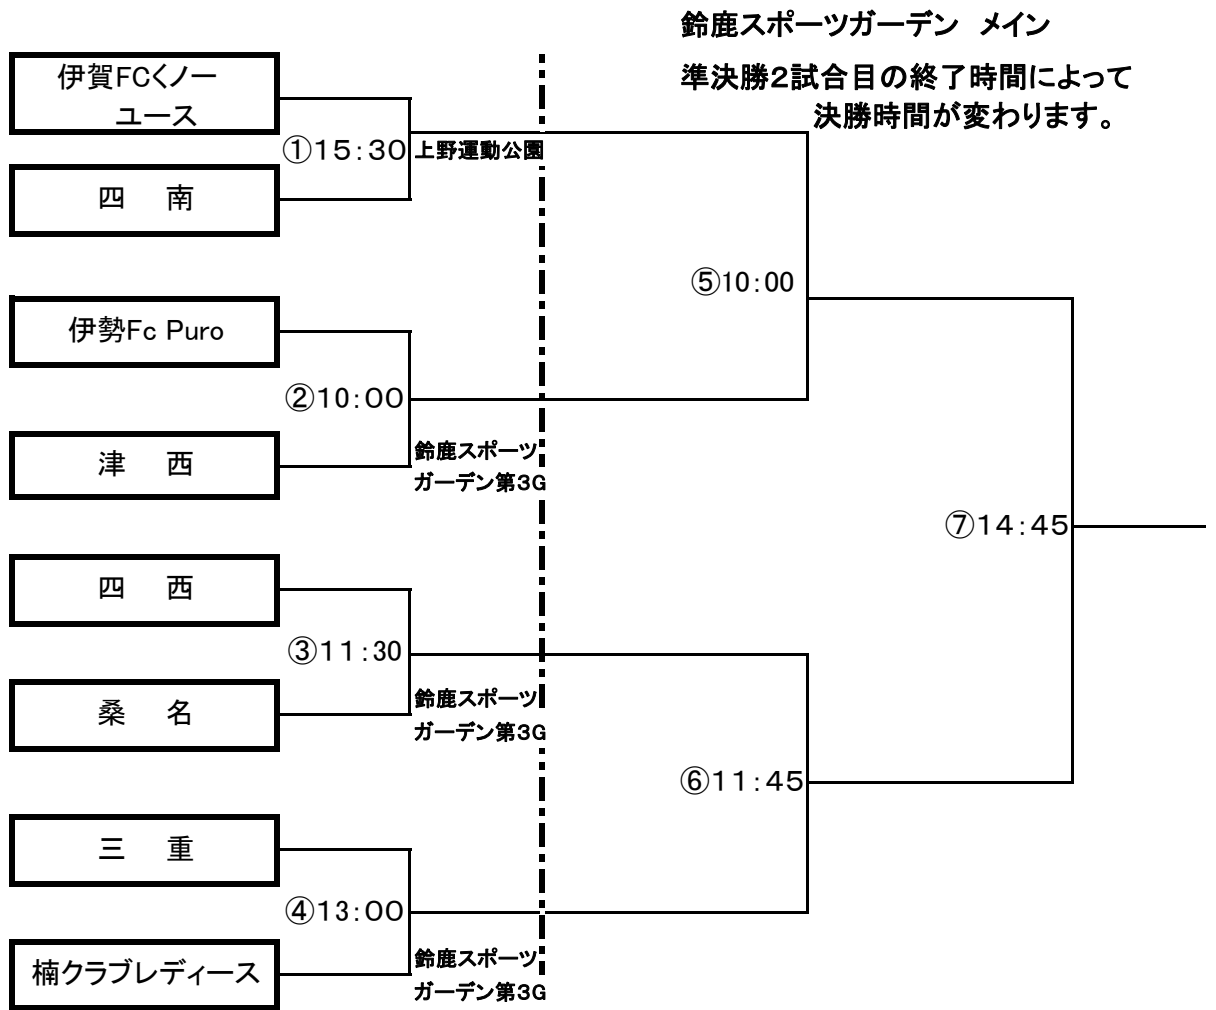 鈴鹿スポーツガーデン　メイン
準決勝２試合目の終了時間によって
決勝時間が変わります。
伊賀FCくノ一
ユース
①１５：３０
上野運動公園
四　南
⑤10：00
伊勢Fc Puro
②１０：００
津　西
鈴鹿スポーツ
ガーデン第３G
⑦１４：４５
四　西
③１１：３０
桑　名
鈴鹿スポーツ
ガーデン第３G
⑥１１：４５
三　重
④１３：００
楠クラブレディース
鈴鹿スポーツ
ガーデン第３G